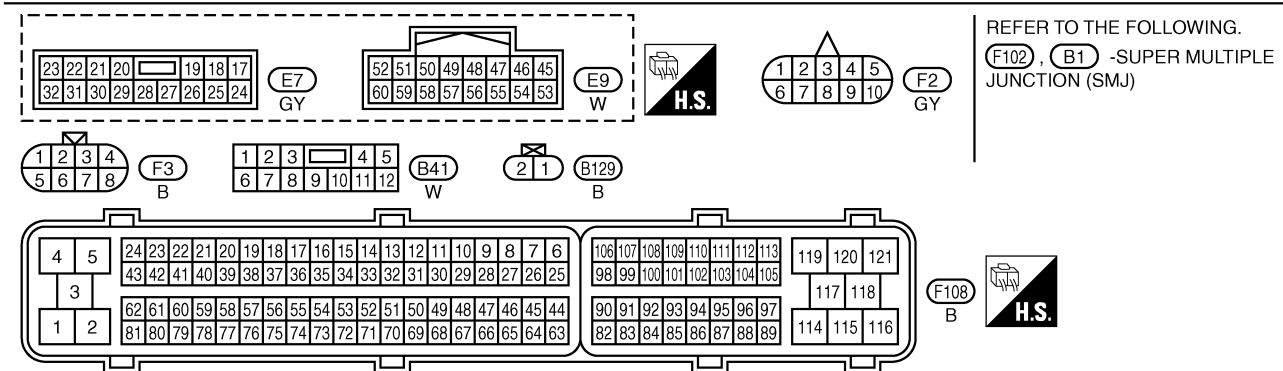 REFER TO THE FOLLOWING.
F102 , B1 -SUPER MULTIPLE
JUNCTION (SMJ)
23 22 21 20 19 18 17
32 31 30 29 28 27 26 25 24
E7
GY
52 51 50 49 48 47 46 45
60 59 58 57 56 55 54 53
E9
W
H.S.
1 2 3 4 5
6 7 8 9 10
F2
GY
1 2 3 4
5 6 7 8
F3
B
1 2 3 4 5
6 7 8 9 10 11 12
B41
W
2 1
B129
B
4 5
3
1 2
24 23 22 21 20 19 18 17 16 15 14 13 12 11 10 9 8 7 6
43 42 41 40 39 38 37 36 35 34 33 32 31 30 29 28 27 26 25
62 61 60 59 58 57 56 55 54 53 52 51 50 49 48 47 46 45 44
81 80 79 78 77 76 75 74 73 72 71 70 69 68 67 66 65 64 63
106 107 108 109 110 111 112 113
98 99 100 101 102 103 104 105
90 91 92 93 94 95 96 97
82 83 84 85 86 87 88 89
119 120 121
117 118
114 115 116
F108
B
H.S.